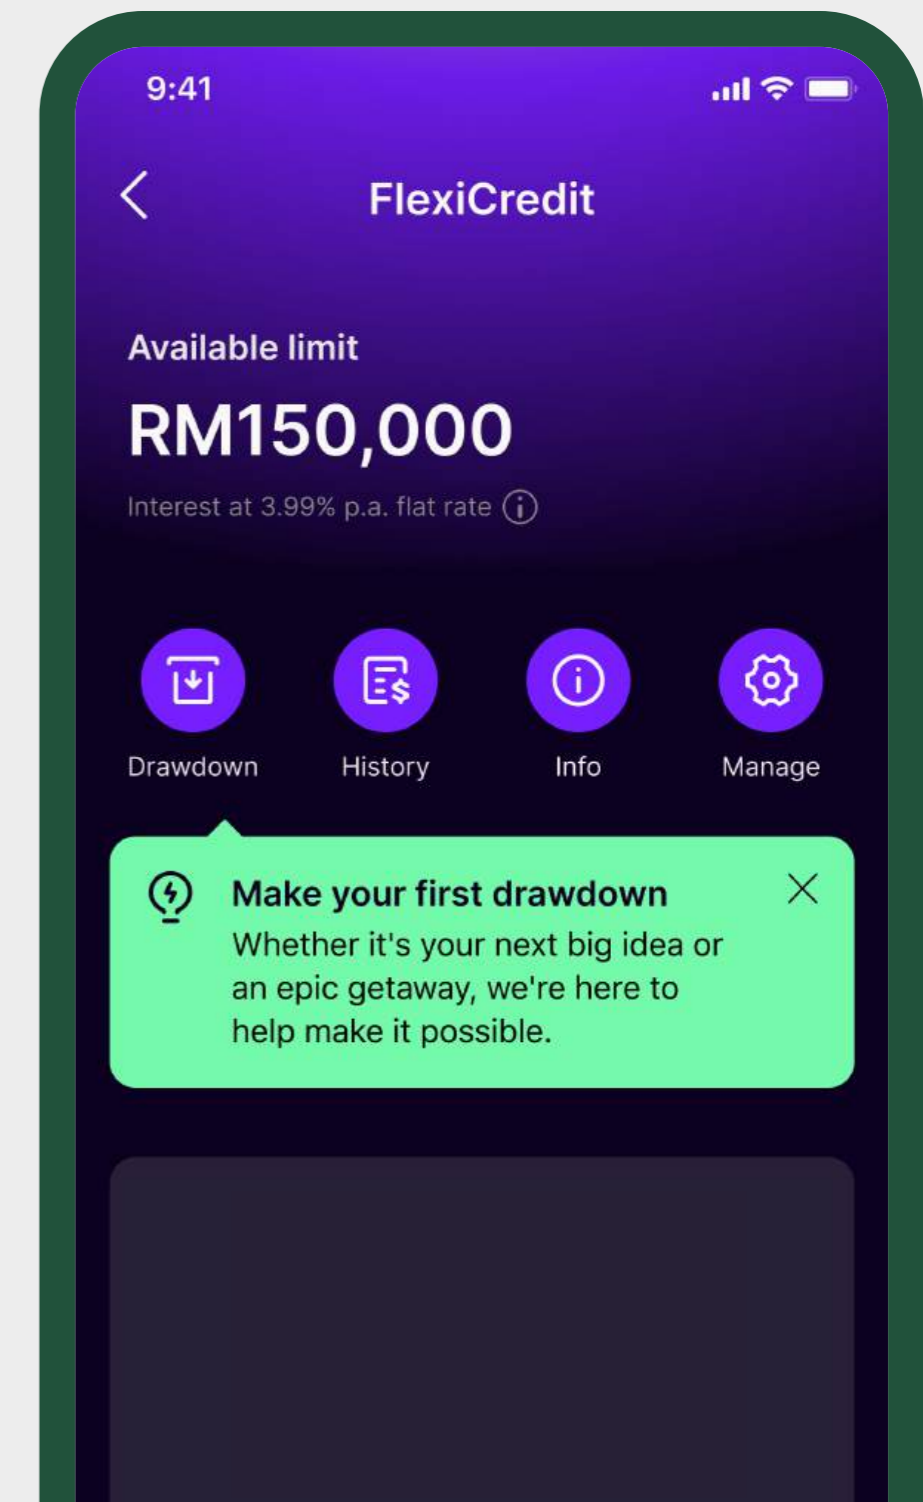 9:41
FlexiCredit
Available limit
RM150,000
Interest at 3.99% p.a. flat rate
Drawdown History Info Manage
Make your first drawdown
Whether it's your next big idea or
an epic getaway, we're here to
help make it possible.